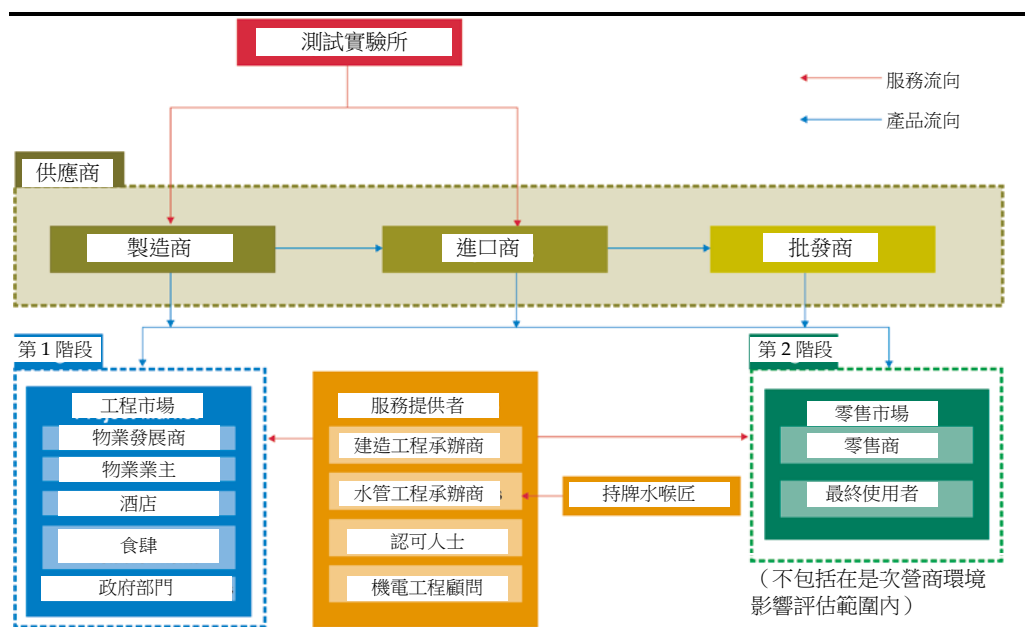 測試實驗所
服務流向
產品流向
供應商
製造商
進口商
批發商
第 1 階段
工程市場
物業發展商
物業業主
酒店
食肆
政府部門
服務提供者
建造工程承辦商
水管工程承辦商
認可人士
機電工程顧問
持牌水喉匠
第 2 階段
零售市場
零售商
最終使用者
(不包括在是次營商環境
影響評估範圍內)